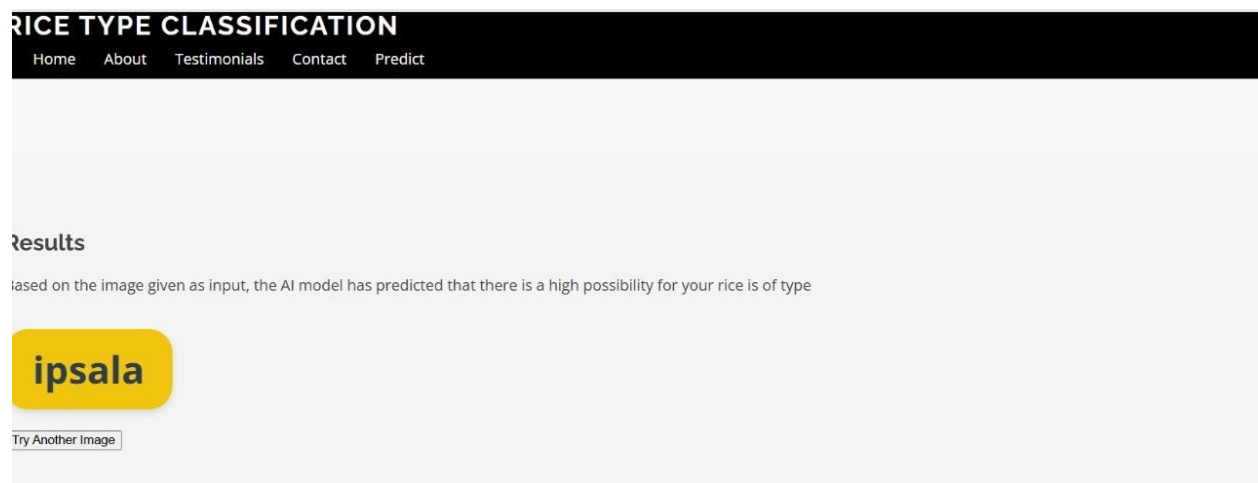 RICE TYPE CLASSIFICATION
Home About Testimonials Contact Predict
Results
Based on the image given as input, the AI model has predicted that there is a high possibility for your rice is of type
ipsala
Try Another Image